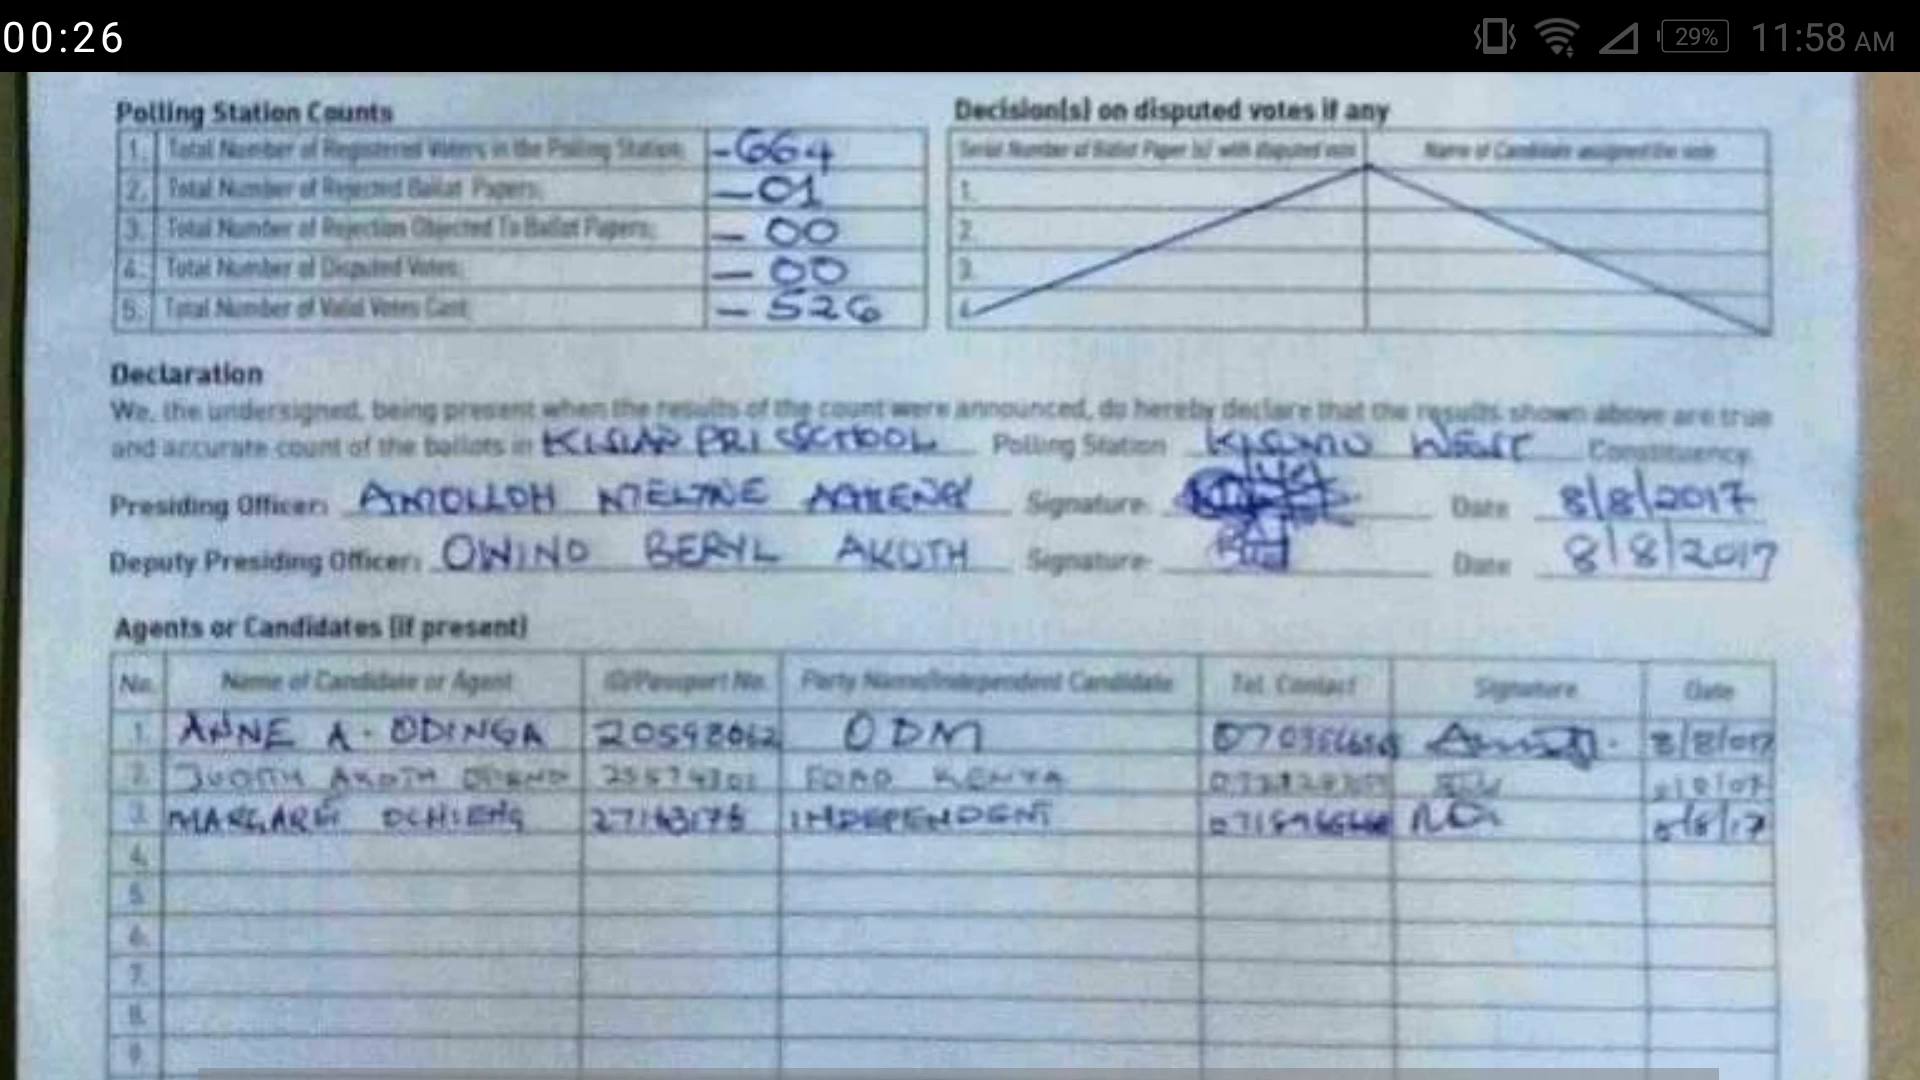 00:26
29% 11:58 AM
Polling Station Counts
1. Total Number of Registered Voters in the Polling Station -664
2. Total Number of Rejected Ballot Papers; -01
3. Total Number of Rejection Objected To Ballot Papers; - 00
4. Total Number of Disputed Votes; - 00
5. Total Number of Valid Votes Cast; - 526
Decision(s) on disputed votes if any
Serial Number of Ballot Paper (s) with disputed vote Name of Candidate assigned the vote
1.
2.
3.
4.
Declaration
We, the undersigned, being present when the results of the count were announced, do hereby declare that the results shown above are true
and accurate count of the ballots in KISIAN PRI SCHOOL Polling Station KISUMU WEST Constituency.
Presiding Officer: AMOLLOH Signature: Date 8/8/2017
Deputy Presiding Officer: OWINO BERYL AKOTH Signature: Date 8/8/2017
Agents or Candidates (if present)
No. Name of Candidate or Agent ID/Passport No. Party Name/Independent Candidate Tel. Contact Signature Date
1. ANNE A. ODINGA 20598062 ODM 8/8/017
2. JUDITH AKOTH FORD KENYA
3. MARGARET OCHIENG INDEPENDENT 8/8/17
4.
5.
6.
7.
8.
9.